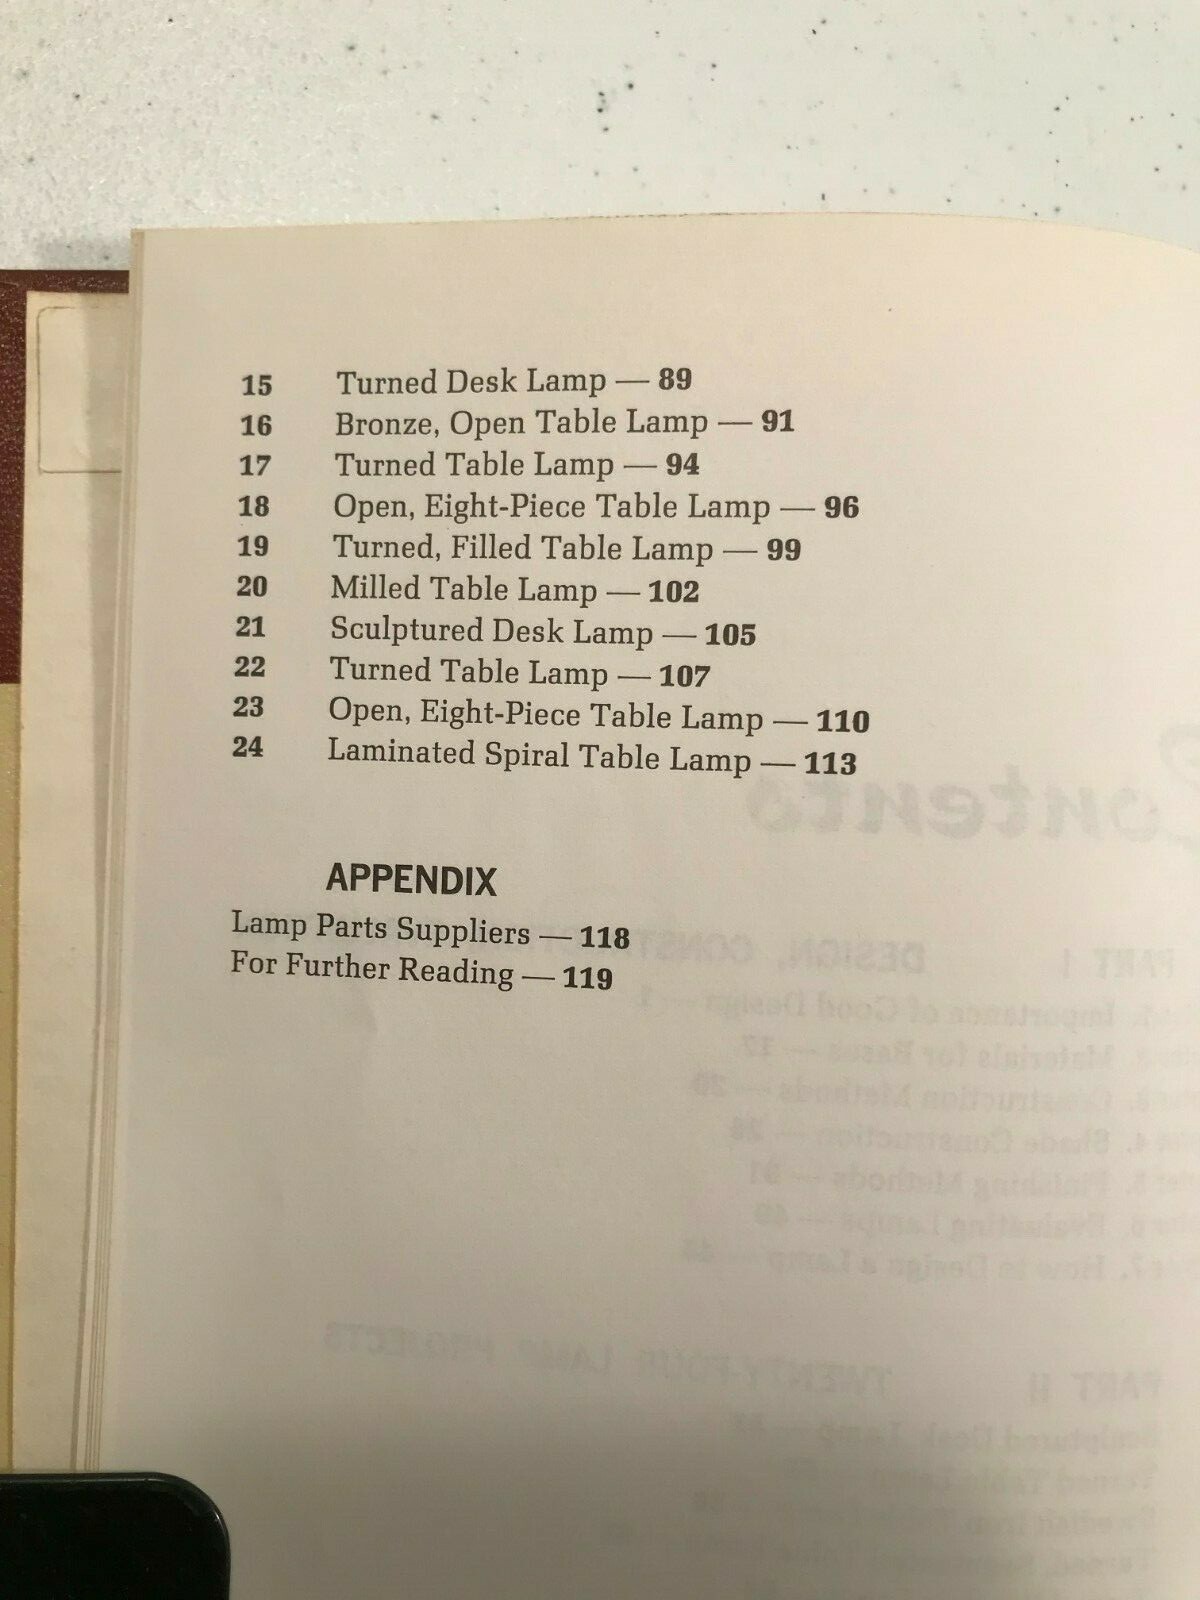 15 Turned Desk Lamp — 89
16 Bronze, Open Table Lamp — 91
17 Turned Table Lamp — 94
18 Open, Eight-Piece Table Lamp — 96
19 Turned, Filled Table Lamp — 99
20 Milled Table Lamp — 102
21 Sculptured Desk Lamp — 105
22 Turned Table Lamp — 107
23 Open, Eight-Piece Table Lamp — 110
24 Laminated Spiral Table Lamp — 113
APPENDIX
Lamp Parts Suppliers — 118
For Further Reading — 119